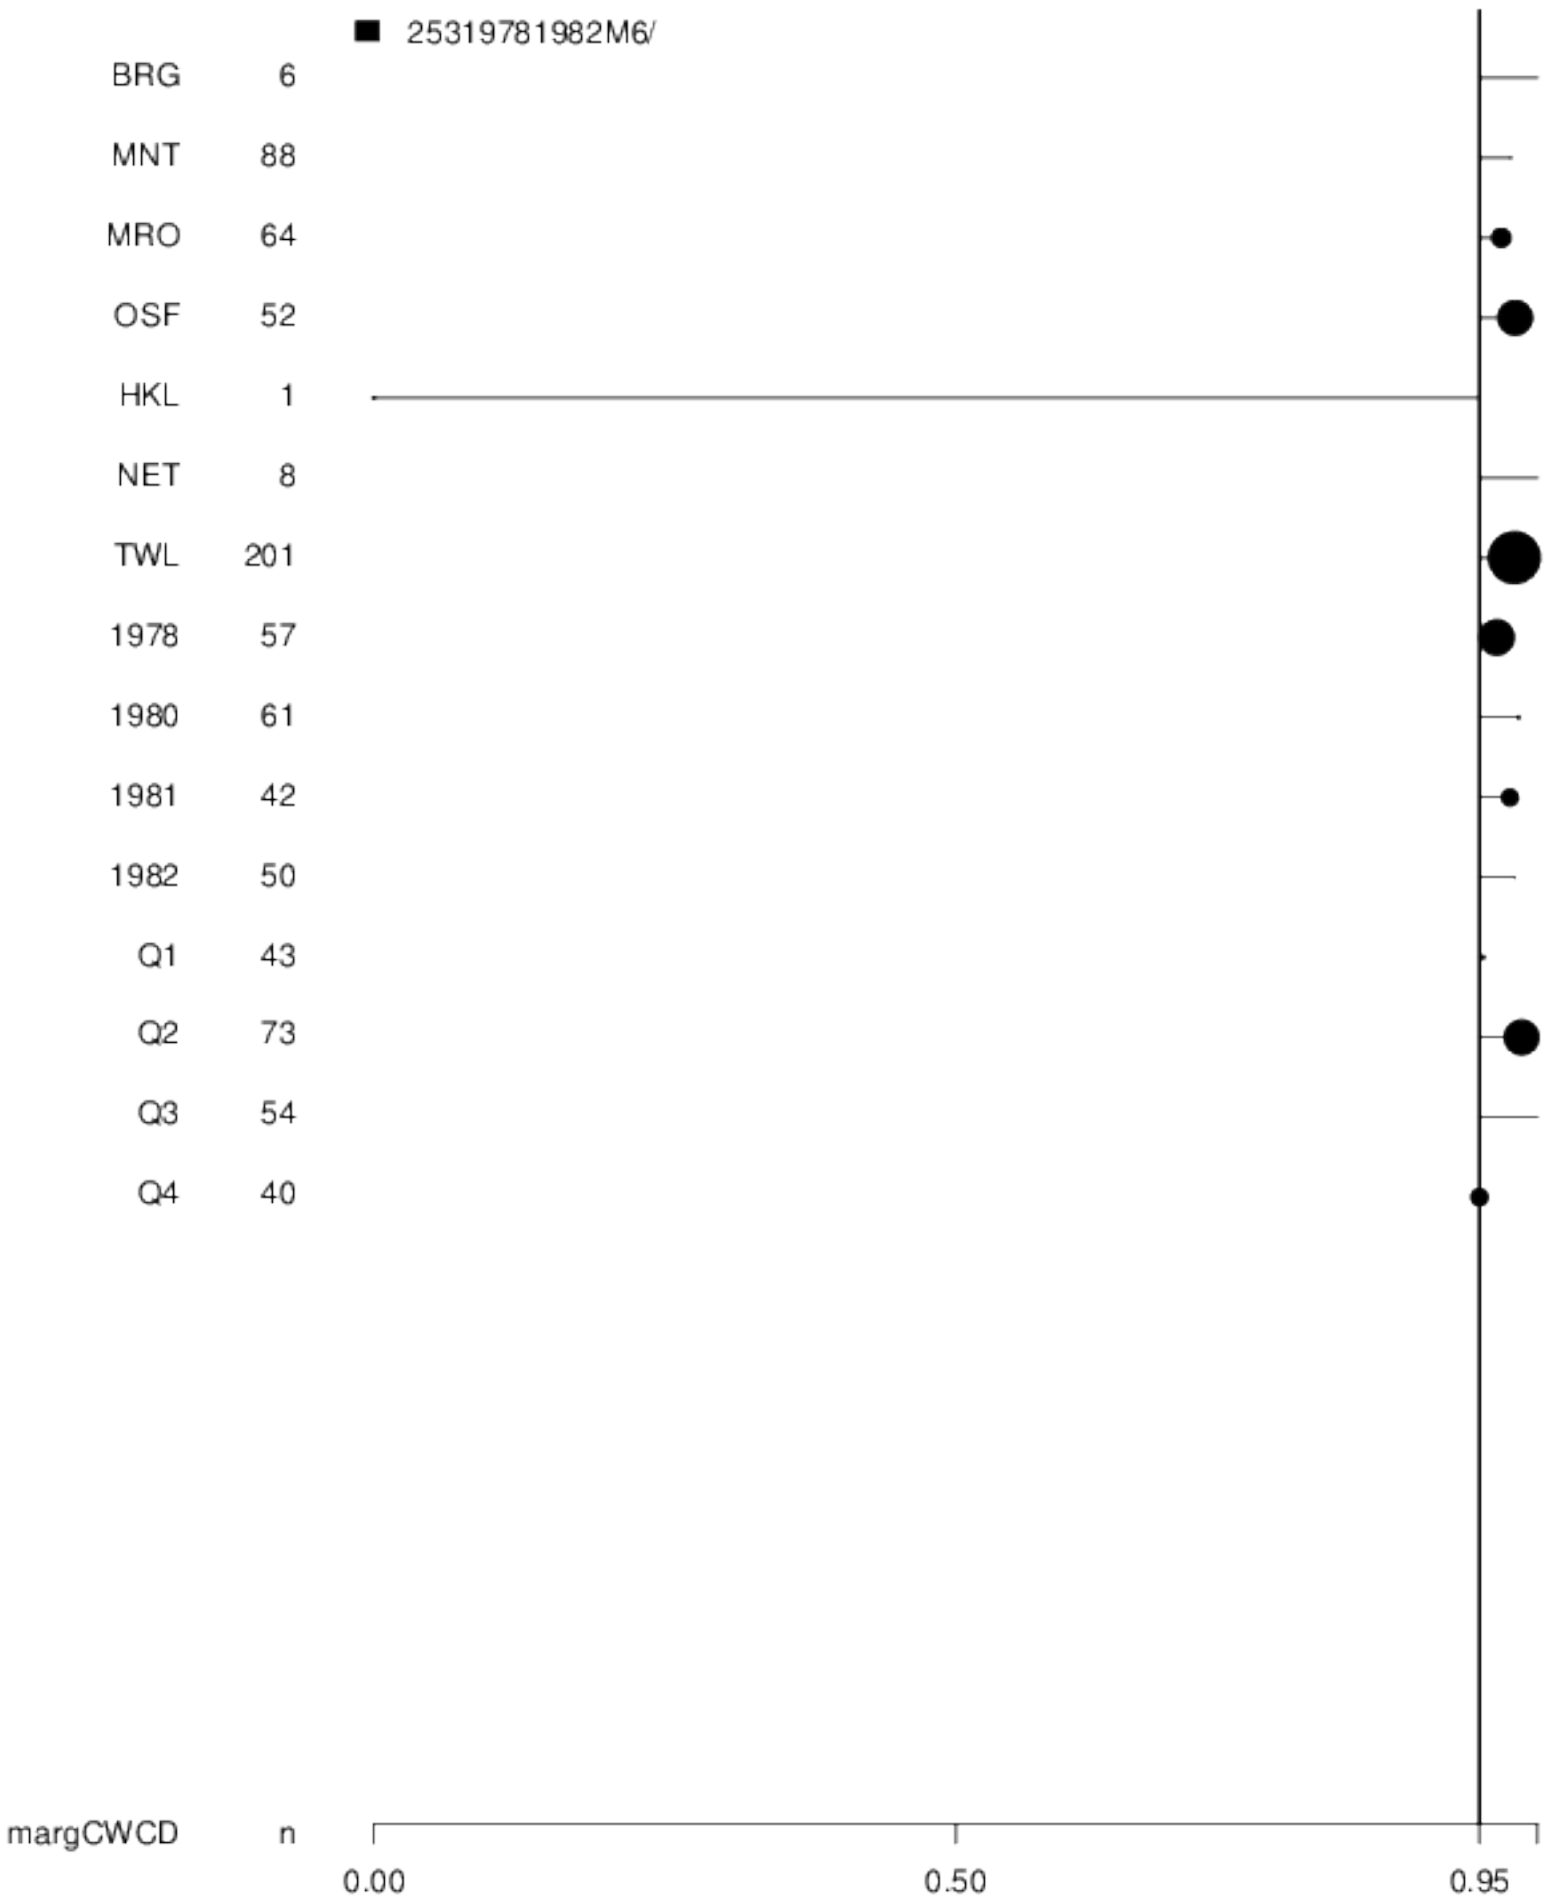 25319781982M6/
BRG 6
MNT 88
MRO 64
OSF 52
HKL 1
NET 8
TWL 201
1978 57
1980 61
1981 42
1982 50
Q1 43
Q2 73
Q3 54
Q4 40
margCWCD n
0.00 0.50 0.95